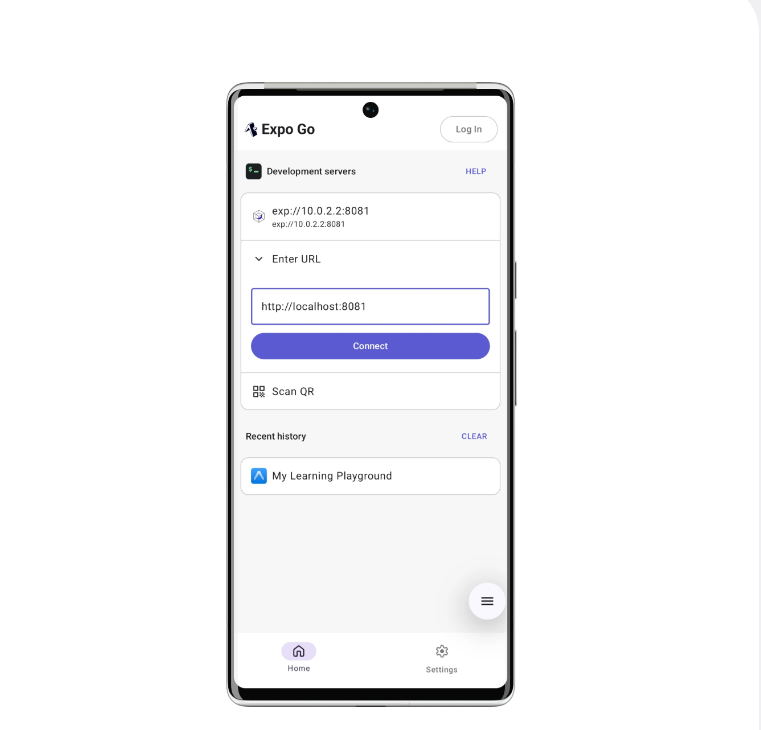 Expo Go
Log In
Development servers
HELP
exp://10.0.2.2:8081
exp://10.0.2.2:8081
Enter URL
http://localhost:8081
Connect
Scan QR
Recent history
CLEAR
My Learning Playground
Home
Settings